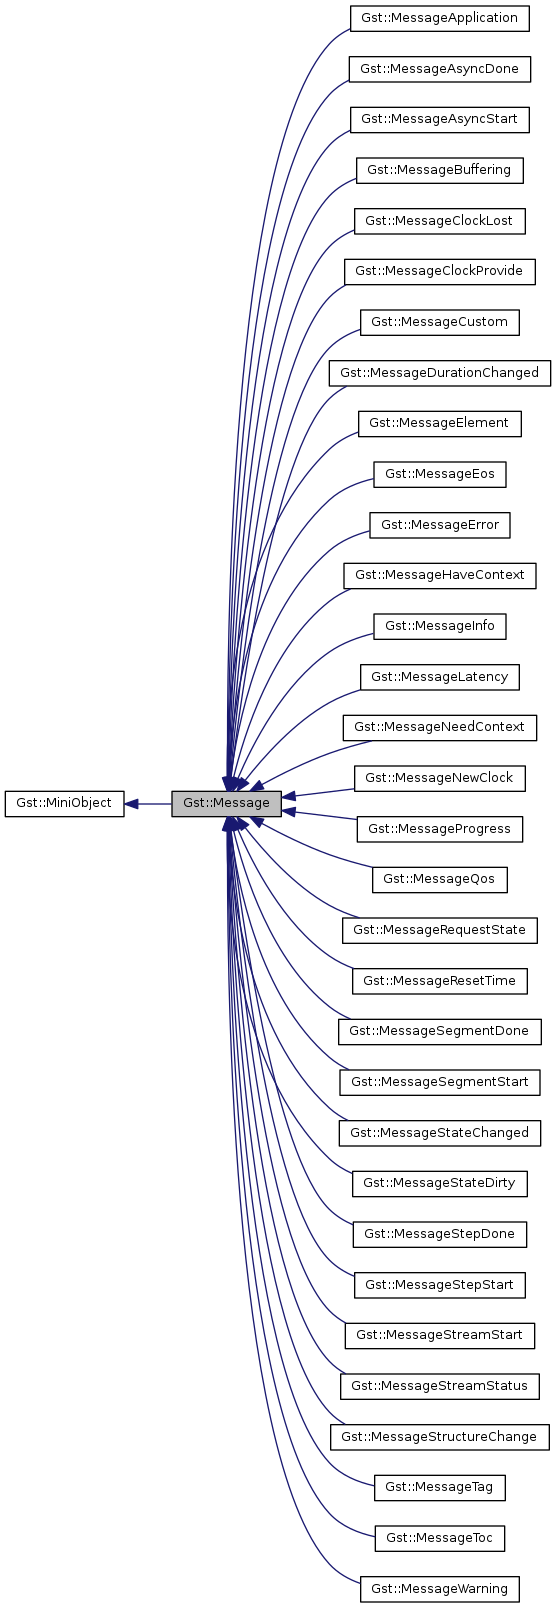 Gst::MessageApplication
Gst::MessageAsyncDone
Gst::MessageAsyncStart
Gst::MessageBuffering
Gst::MessageClockLost
Gst::MessageClockProvide
Gst::MessageCustom
Gst::MessageDurationChanged
Gst::MessageElement
Gst::MessageEos
Gst::MessageError
Gst::MessageHaveContext
Gst::MessageInfo
Gst::MessageLatency
Gst::MessageNeedContext
Gst::MessageNewClock
Gst::MiniObject
Gst::Message
Gst::MessageProgress
Gst::MessageQos
Gst::MessageRequestState
Gst::MessageResetTime
Gst::MessageSegmentDone
Gst::MessageSegmentStart
Gst::MessageStateChanged
Gst::MessageStateDirty
Gst::MessageStepDone
Gst::MessageStepStart
Gst::MessageStreamStart
Gst::MessageStreamStatus
Gst::MessageStructureChange
Gst::MessageTag
Gst::MessageToc
Gst::MessageWarning